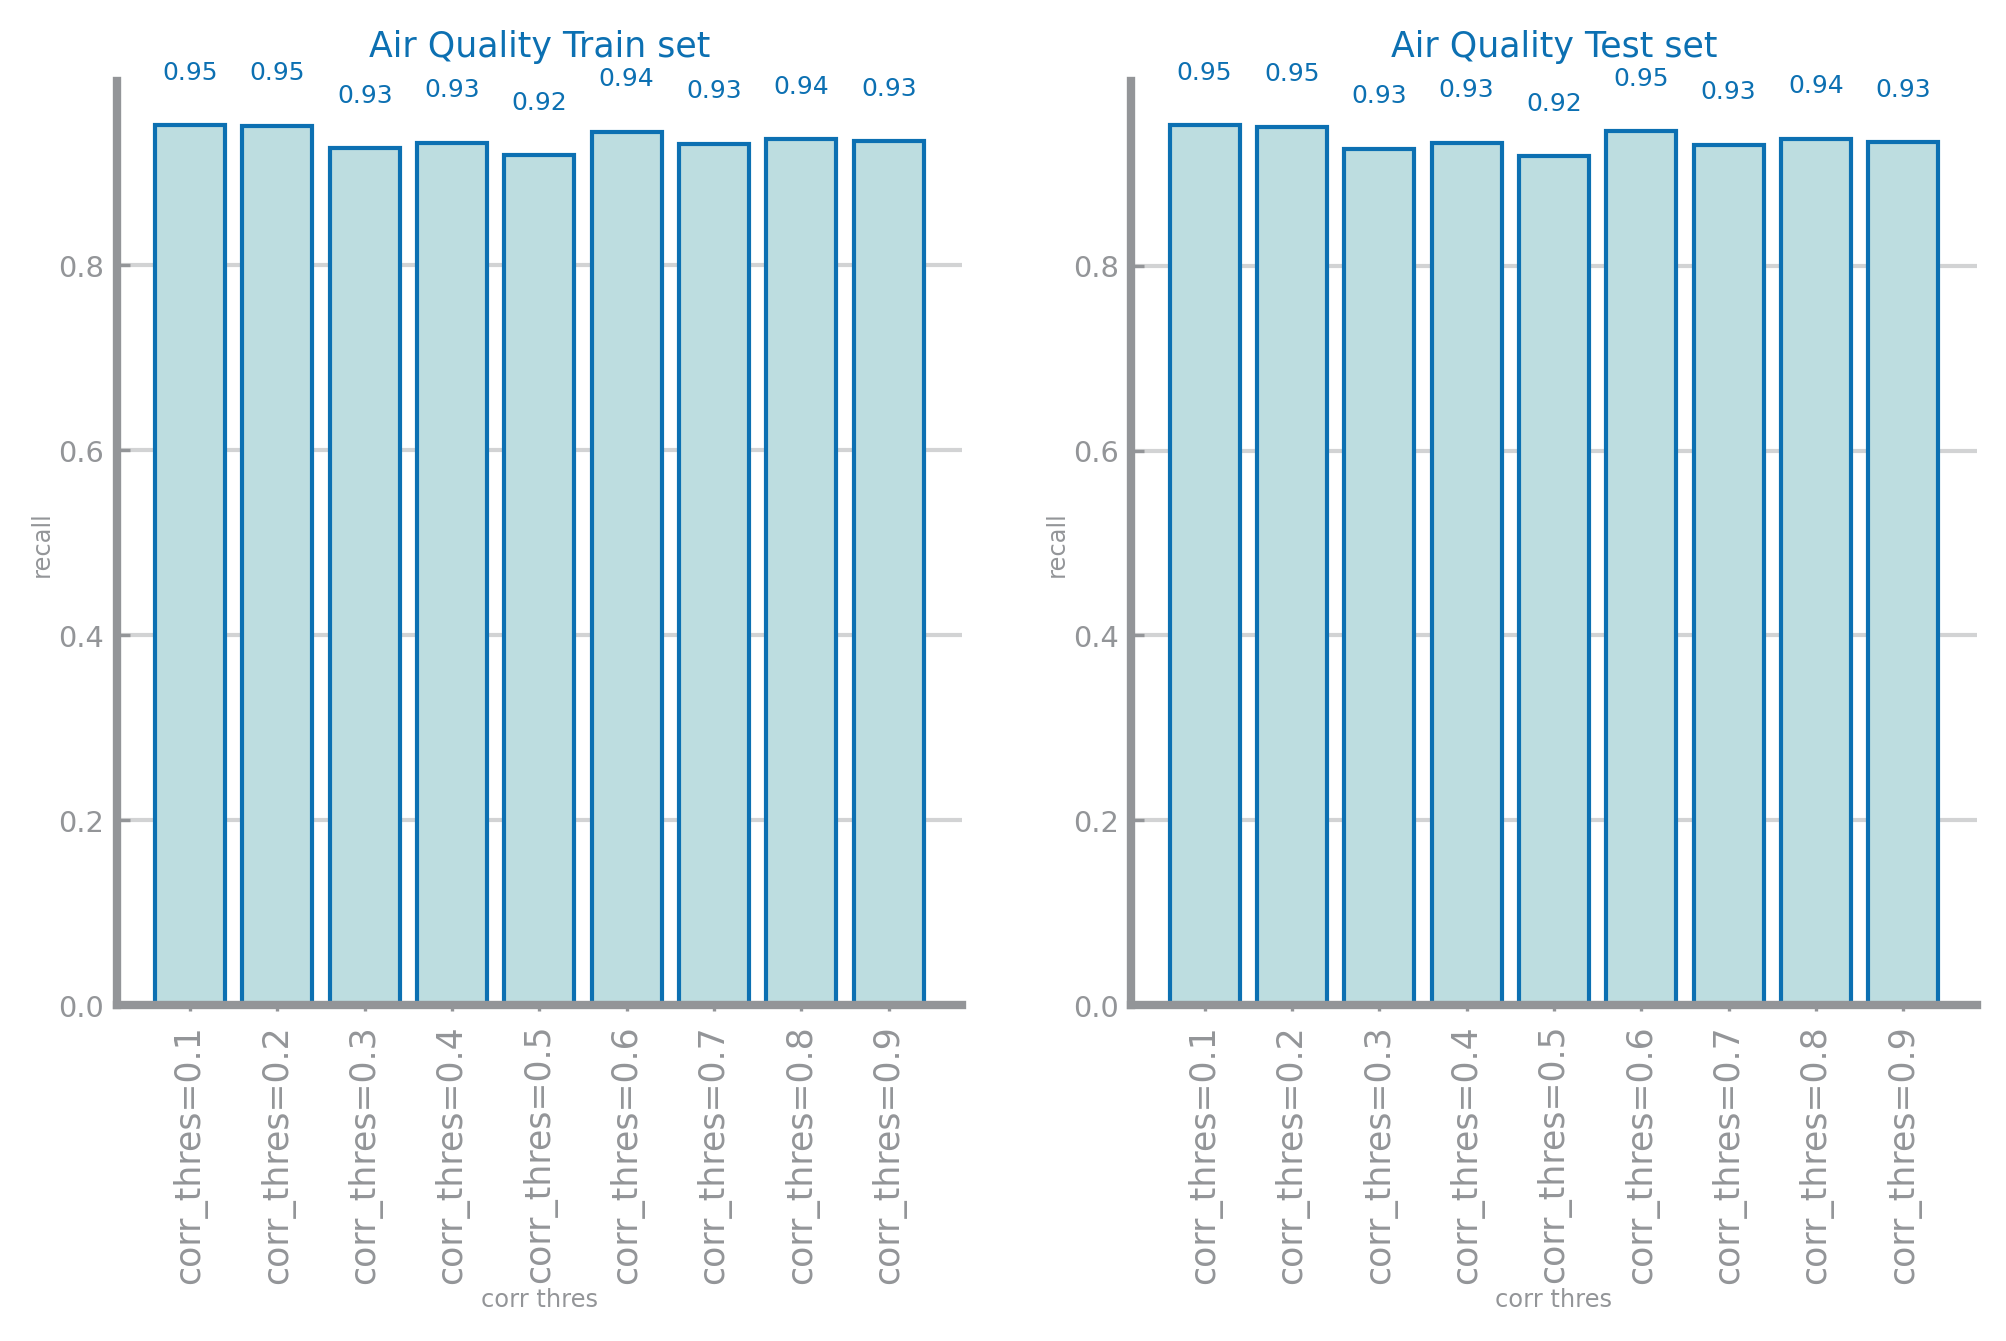 Air Quality Train set
0.95 0.95 0.93 0.93 0.92 0.94 0.93 0.94 0.93
0.8
0.6
0.4
0.2
0.0
recall
corr_thres=0.1
corr_thres=0.2
corr_thres=0.3
corr_thres=0.4
corr_thres=0.5
corr_thres=0.6
corr_thres=0.7
corr_thres=0.8
corr_thres=0.9
corr thres
Air Quality Test set
0.95 0.95 0.93 0.93 0.92 0.95 0.93 0.94 0.93
0.8
0.6
0.4
0.2
0.0
recall
corr_thres=0.1
corr_thres=0.2
corr_thres=0.3
corr_thres=0.4
corr_thres=0.5
corr_thres=0.6
corr_thres=0.7
corr_thres=0.8
corr_thres=0.9
corr thres